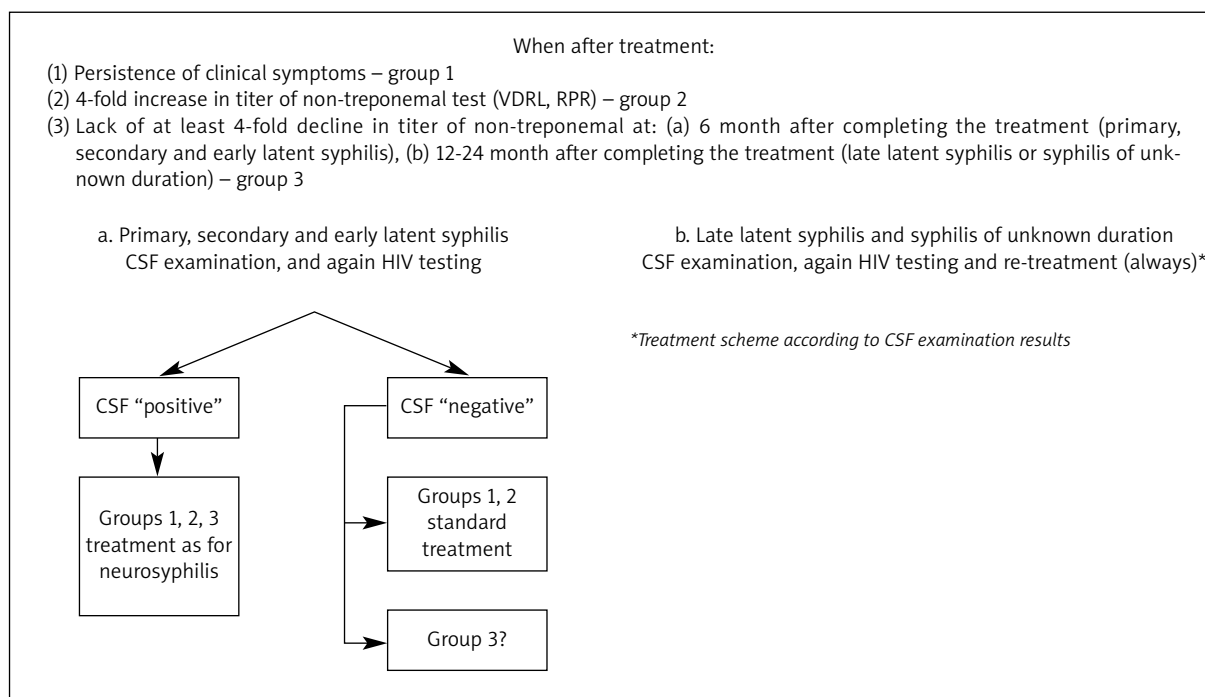 When after treatment:
(1) Persistence of clinical symptoms – group 1
(2) 4-fold increase in titer of non-treponemal test (VDRL, RPR) – group 2
(3) Lack of at least 4-fold decline in titer of non-treponemal at: (a) 6 month after completing the treatment (primary,
secondary and early latent syphilis), (b) 12-24 month after completing the treatment (late latent syphilis or syphilis of unk-
nown duration) – group 3
a. Primary, secondary and early latent syphilis
CSF examination, and again HIV testing
b. Late latent syphilis and syphilis of unknown duration
CSF examination, again HIV testing and re-treatment (always)*
*Treatment scheme according to CSF examination results
CSF “positive”
CSF “negative”
Groups 1, 2, 3
treatment as for
neurosyphilis
Groups 1, 2
standard
treatment
Group 3?